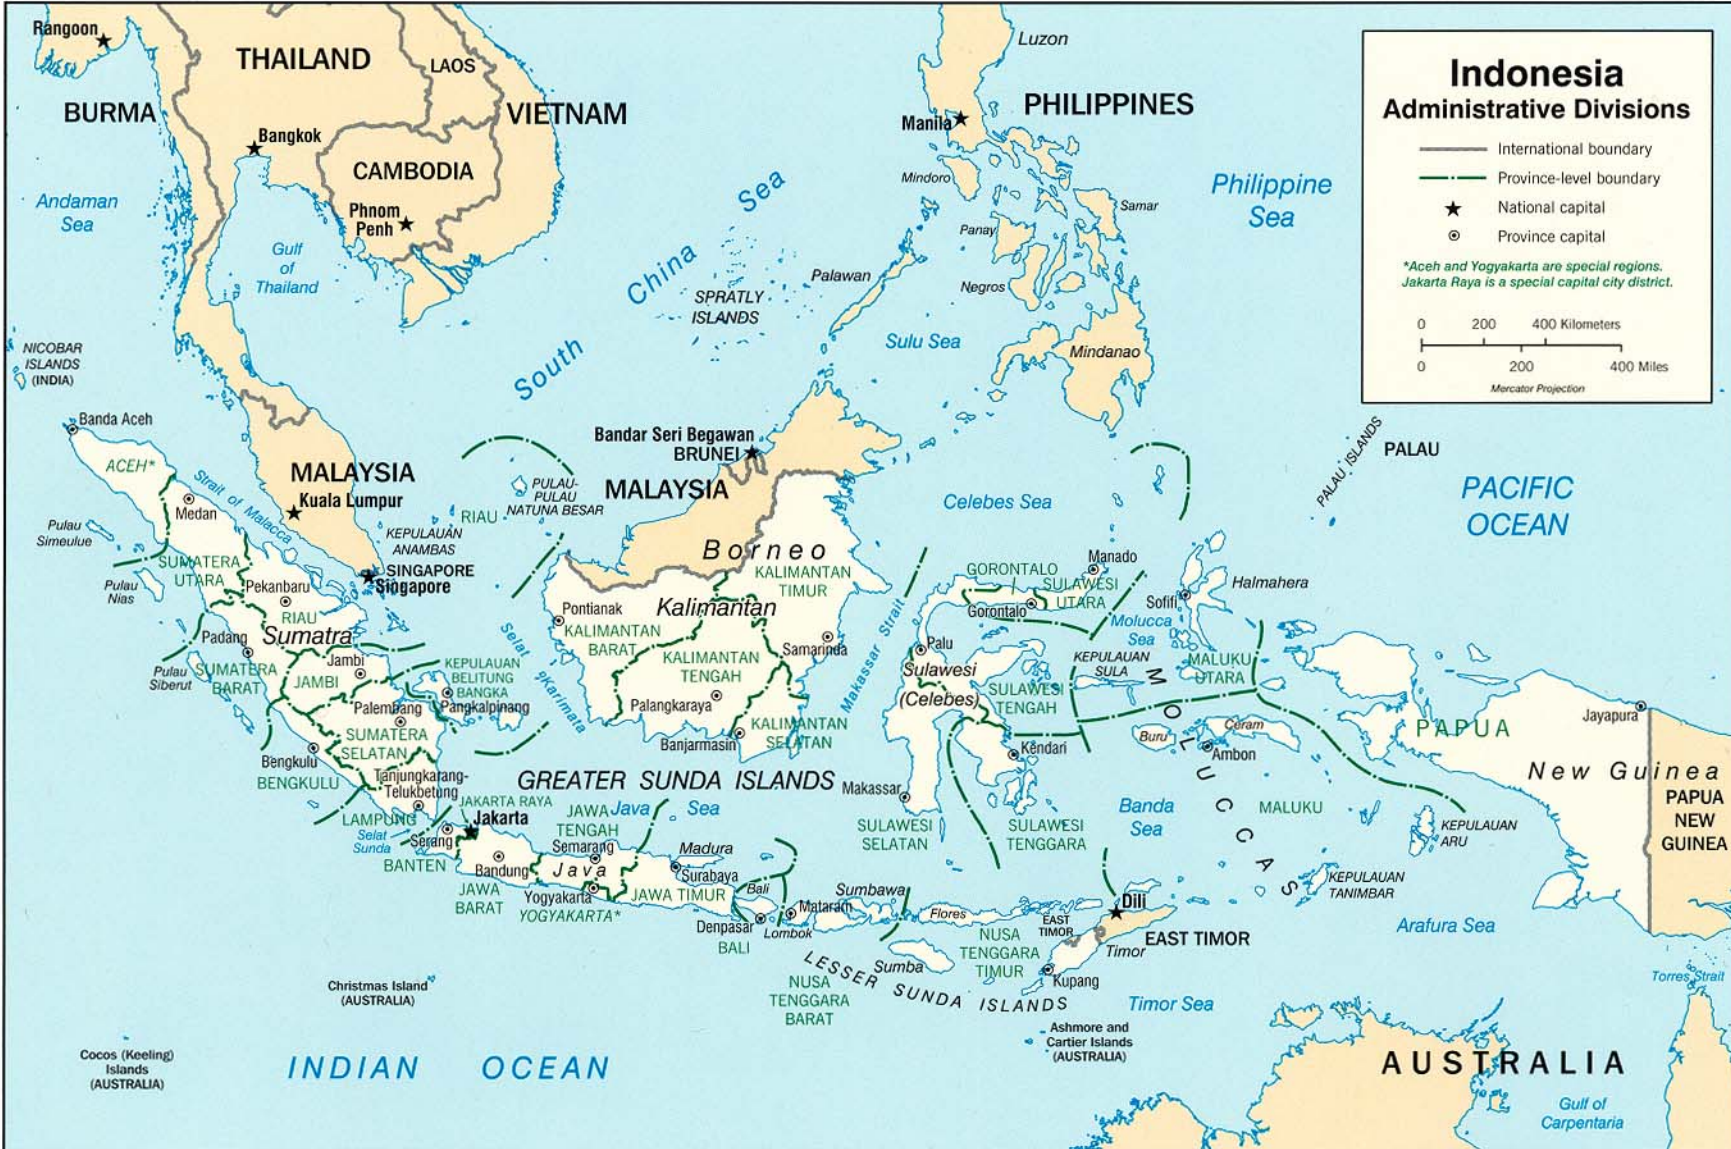 Rangoon
THAILAND
LAOS
BURMA
VIETNAM
Bangkok
CAMBODIA
Phnom
Penh
Andaman
Sea
Gulf
of
Thailand
Luzon
PHILIPPINES
Manila
Mindoro
Samar
Panay
Palawan
Negros
Philippine
Sea
South
China
Sea
SPRATLY
ISLANDS
Sulu Sea
Mindanao
Indonesia
Administrative Divisions
International boundary
Province-level boundary
National capital
Province capital
*Aceh and Yogyakarta are special regions.
Jakarta Raya is a special capital city district.
0 200 400 Kilometers
0 200 400 Miles
Mercator Projection
NICOBAR
ISLANDS
(INDIA)
Banda Aceh
ACEH*
Strait of Malacca
MALAYSIA
Kuala Lumpur
Medan
Pulau
Simeulue
SUMATERA
UTARA
Pulau
Nias
Pekanbaru
RIAU
Sumatra
KEPULAUAN
ANAMBAS
SINGAPORE
Singapore
RIAU
PULAU-
PULAU
NATUNA BESAR
Bandar Seri Begawan
BRUNEI
MALAYSIA
Borneo
KALIMANTAN
TIMUR
Kalimantan
Pontianak
KALIMANTAN
BARAT
KALIMANTAN
TENGAH
Samarinda
Palangkaraya
KALIMANTAN
SELATAN
Banjarmasin
Makassar Strait
Selat
Karimata
Padang
Pulau
Siberut
SUMATERA
BARAT
Jambi
JAMBI
KEPULAUAN
BELITUNG
BANGKA
Pangkalpinang
Palembang
SUMATERA
SELATAN
Bengkulu
BENGKULU
Tanjungkarang-
Telukbetung
LAMPUNG
Selat
Sunda
GREATER SUNDA ISLANDS
JAKARTA RAYA
Jakarta
Serang
BANTEN
Bandung
JAWA
BARAT
JAWA
TENGAH
Semarang
Java
Java Sea
Yogyakarta
YOGYAKARTA*
Madura
Surabaya
JAWA TIMUR
Bali
Denpasar
BALI
Mataram
Lombok
Sumbawa
NUSA
TENGGARA
BARAT
LESSER SUNDA ISLANDS
Sumba
Flores
NUSA
TENGGARA
TIMUR
EAST
TIMOR
Dili
EAST TIMOR
Timor
Kupang
Timor Sea
Celebes Sea
Manado
GORONTALO
SULAWESI
UTARA
Gorontalo
Palu
Sulawesi
(Celebes)
SULAWESI
TENGAH
Kendari
Makassar
SULAWESI
SELATAN
SULAWESI
TENGGARA
Molucca
Sea
Sofifi
Halmahera
KEPULAUAN
SULA
MALUKU
UTARA
MOLUCCAS
Buru
Ceram
Ambon
Banda
Sea
MALUKU
PALAU ISLANDS
PALAU
PACIFIC
OCEAN
PAPUA
Jayapura
New Guinea
PAPUA
NEW
GUINEA
KEPULAUAN
ARU
KEPULAUAN
TANIMBAR
Arafura Sea
Torres Strait
Christmas Island
(AUSTRALIA)
Cocos (Keeling)
Islands
(AUSTRALIA)
INDIAN OCEAN
Ashmore and
Cartier Islands
(AUSTRALIA)
AUSTRALIA
Gulf of
Carpentaria